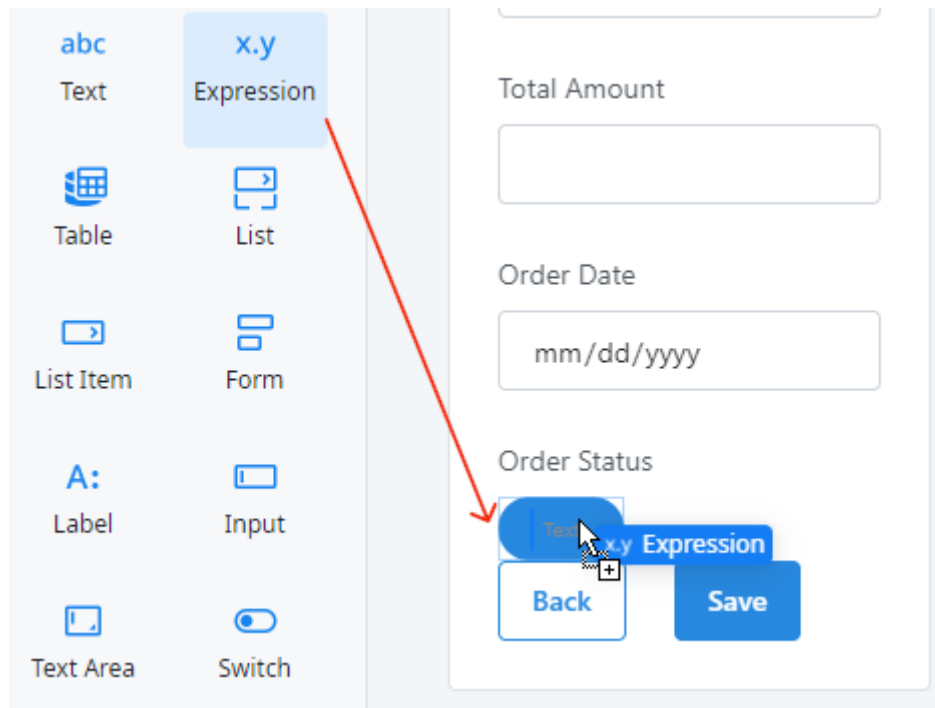 abc
x.y
Text
Expression
Table
List
List Item
Form
A:
Label
Input
Text Area
Switch
Total Amount
Order Date
mm/dd/yyyy
Order Status
x.y Expression
Back
Save